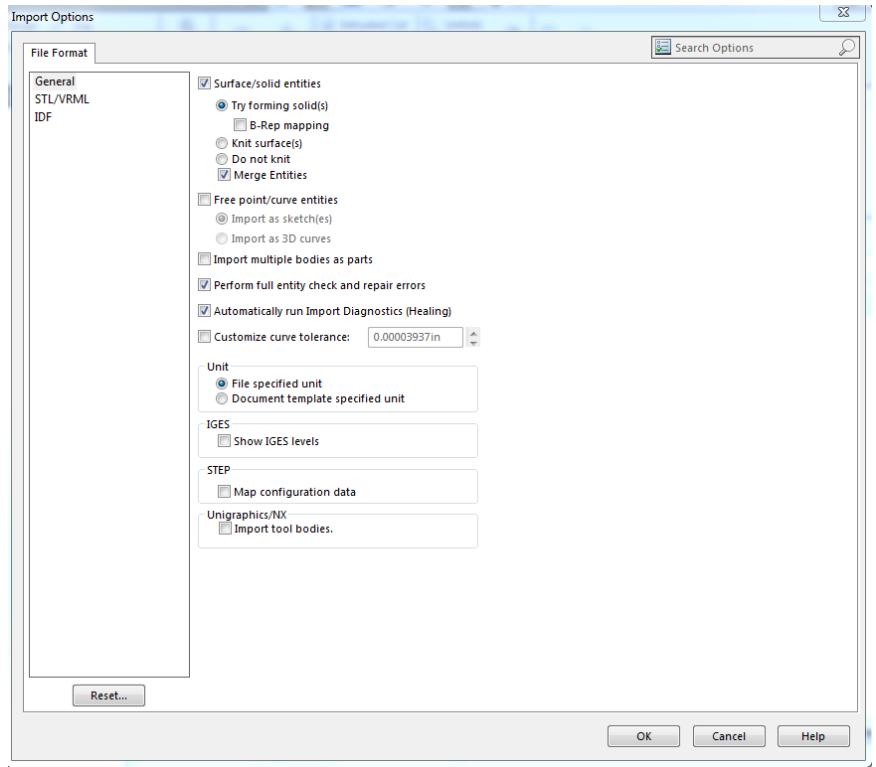 Import Options
File Format
Search Options
General
STL/VRML
IDF
Surface/solid entities
Try forming solid(s)
B-Rep mapping
Knit surface(s)
Do not knit
Merge Entities
Free point/curve entities
Import as sketch(es)
Import as 3D curves
Import multiple bodies as parts
Perform full entity check and repair errors
Automatically run Import Diagnostics (Healing)
Customize curve tolerance: 0.00003937in
Unit
File specified unit
Document template specified unit
IGES
Show IGES levels
STEP
Map configuration data
Unigraphics/NX
Import tool bodies.
Reset...
OK Cancel Help